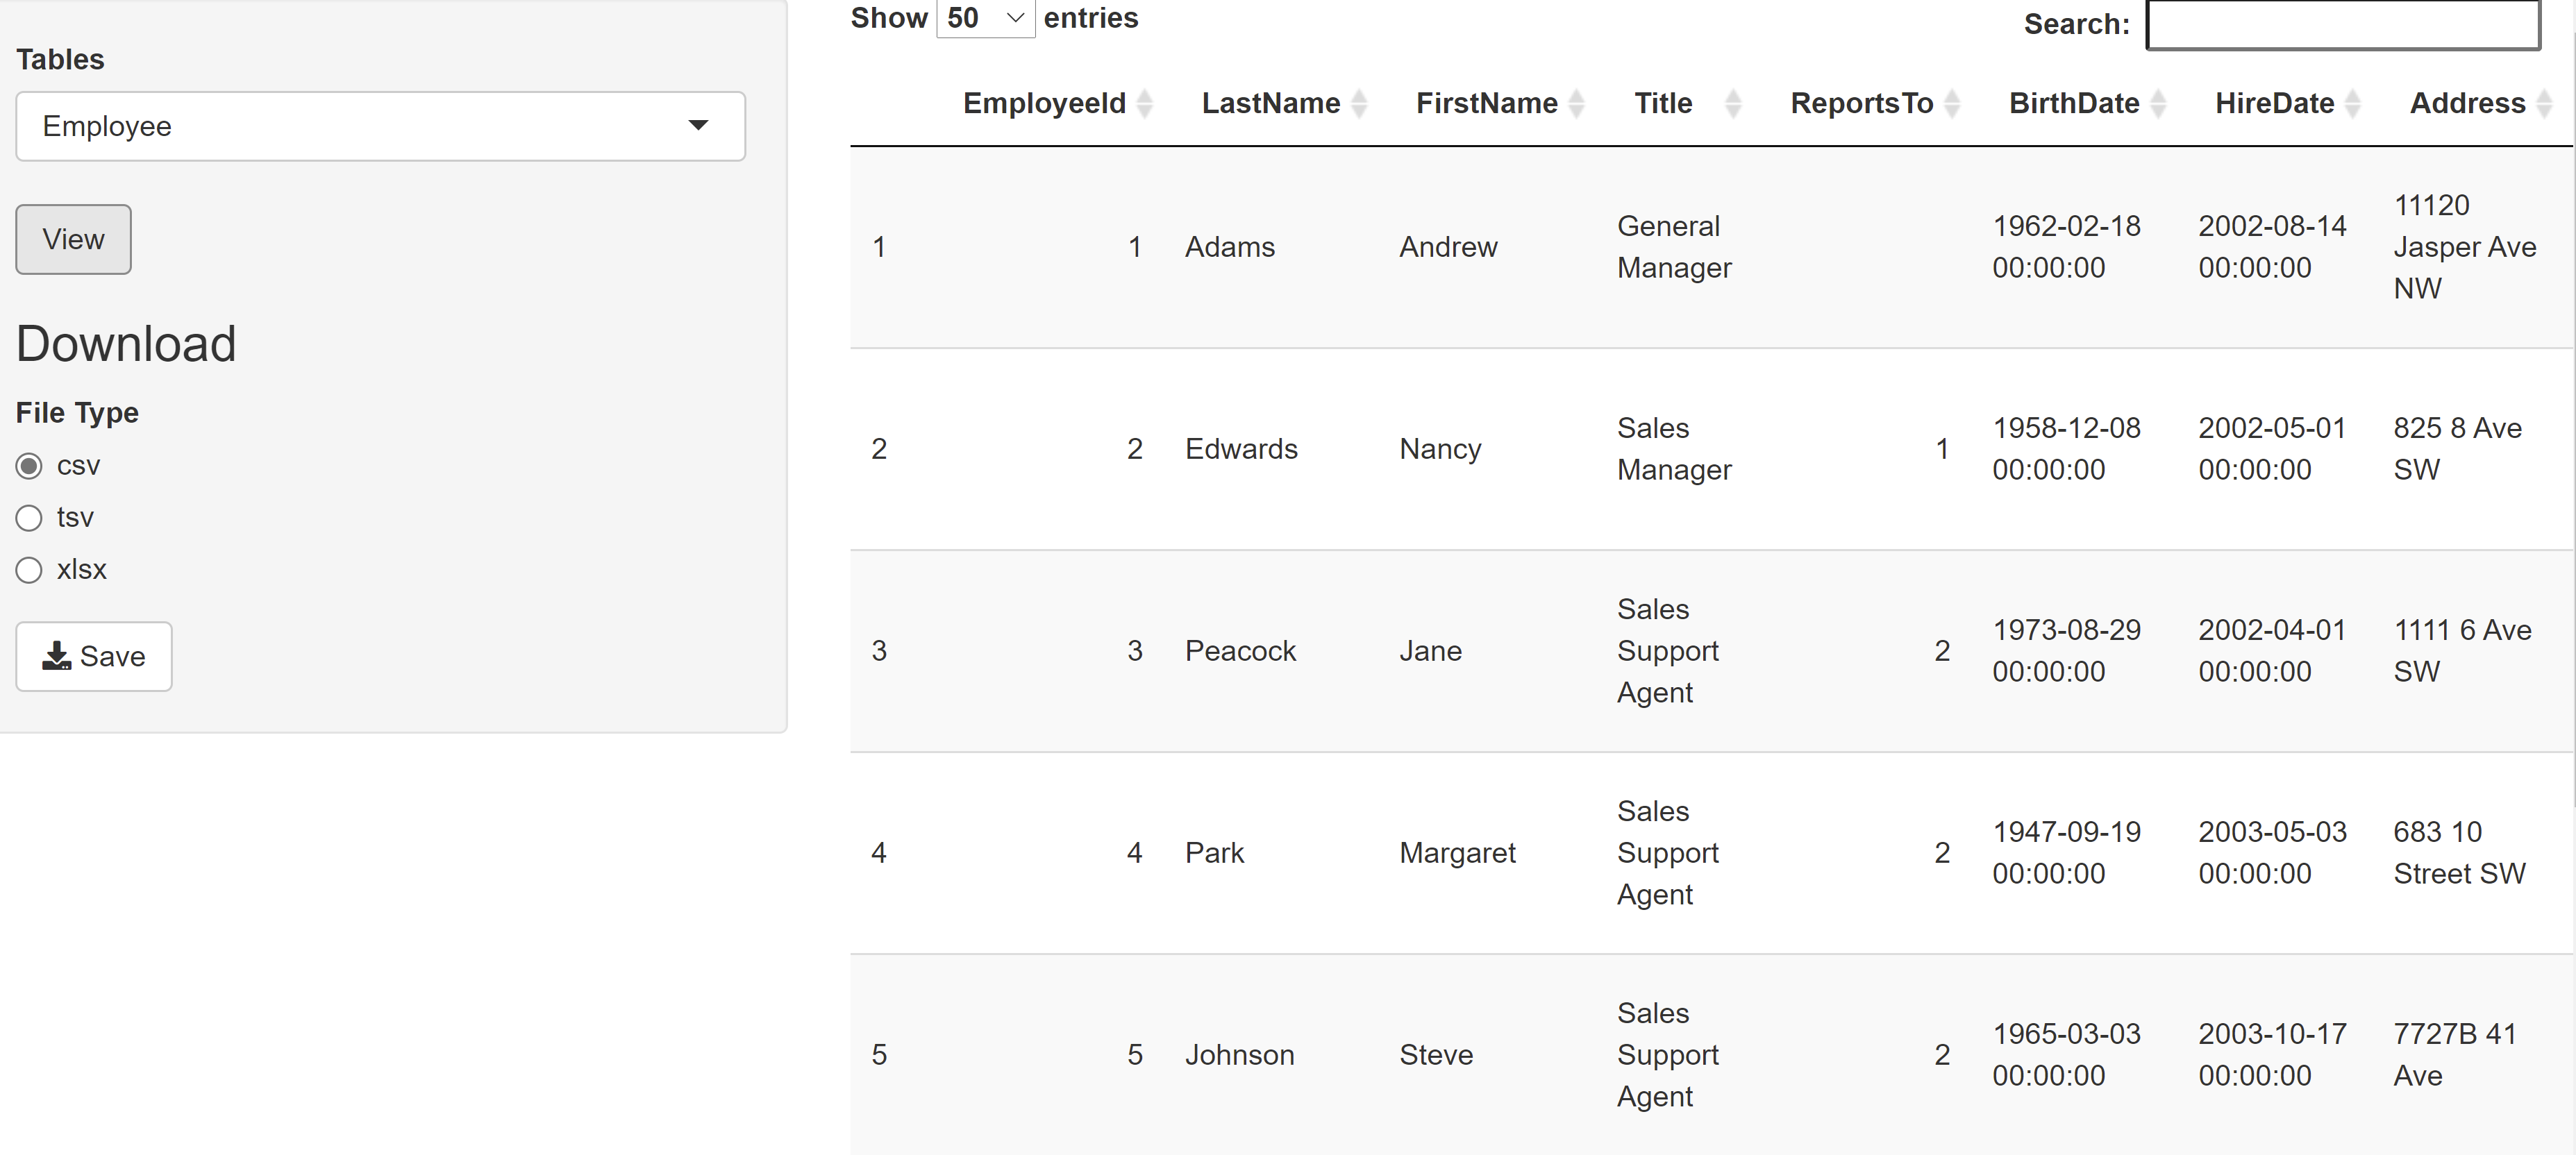 Tables
Employee
View
Download
File Type
csv
tsv
xlsx
Save
Show 50 entries
Search:
EmployeeId LastName FirstName Title ReportsTo BirthDate HireDate Address
1 1 Adams Andrew General Manager 1962-02-18 00:00:00 2002-08-14 00:00:00 11120 Jasper Ave NW
2 2 Edwards Nancy Sales Manager 1 1958-12-08 00:00:00 2002-05-01 00:00:00 825 8 Ave SW
3 3 Peacock Jane Sales Support Agent 2 1973-08-29 00:00:00 2002-04-01 00:00:00 1111 6 Ave SW
4 4 Park Margaret Sales Support Agent 2 1947-09-19 00:00:00 2003-05-03 00:00:00 683 10 Street SW
5 5 Johnson Steve Sales Support Agent 2 1965-03-03 00:00:00 2003-10-17 00:00:00 7727B 41 Ave